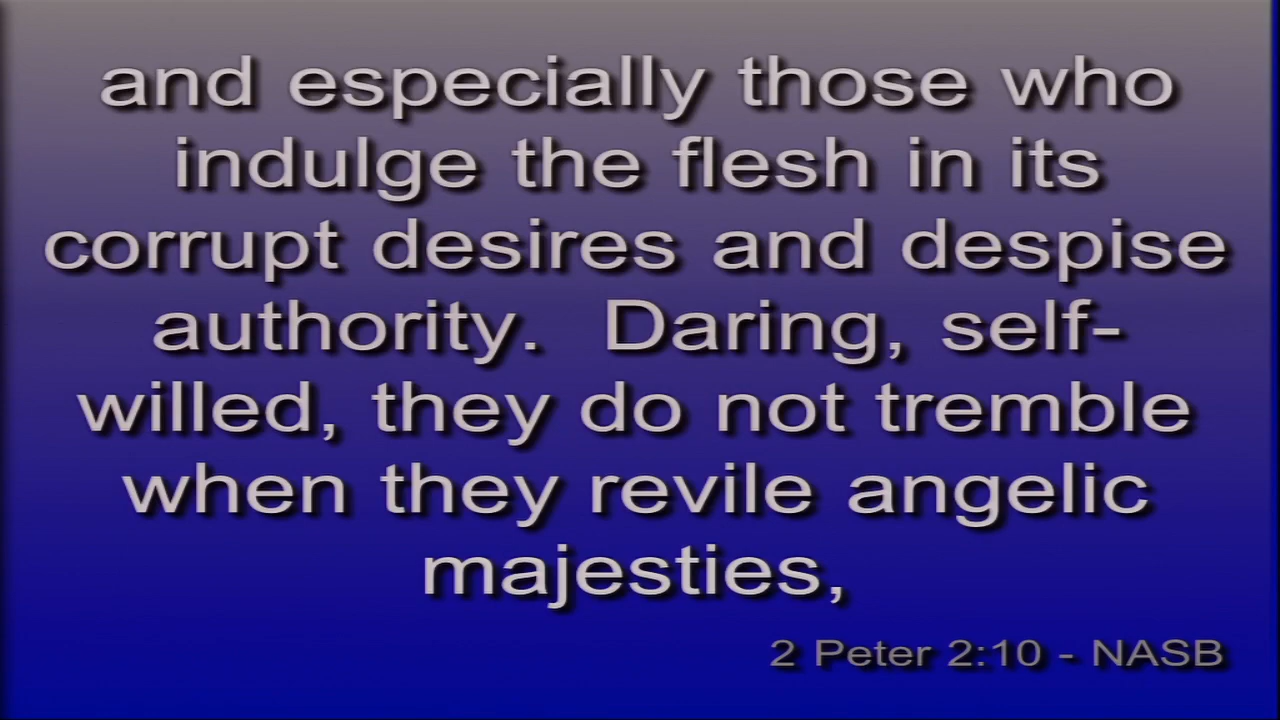 and especially those who
indulge the flesh in its
corrupt desires and despise
authority.  Daring, self-
willed, they do not tremble
when they revile angelic
majesties,
2 Peter 2:10 - NASB